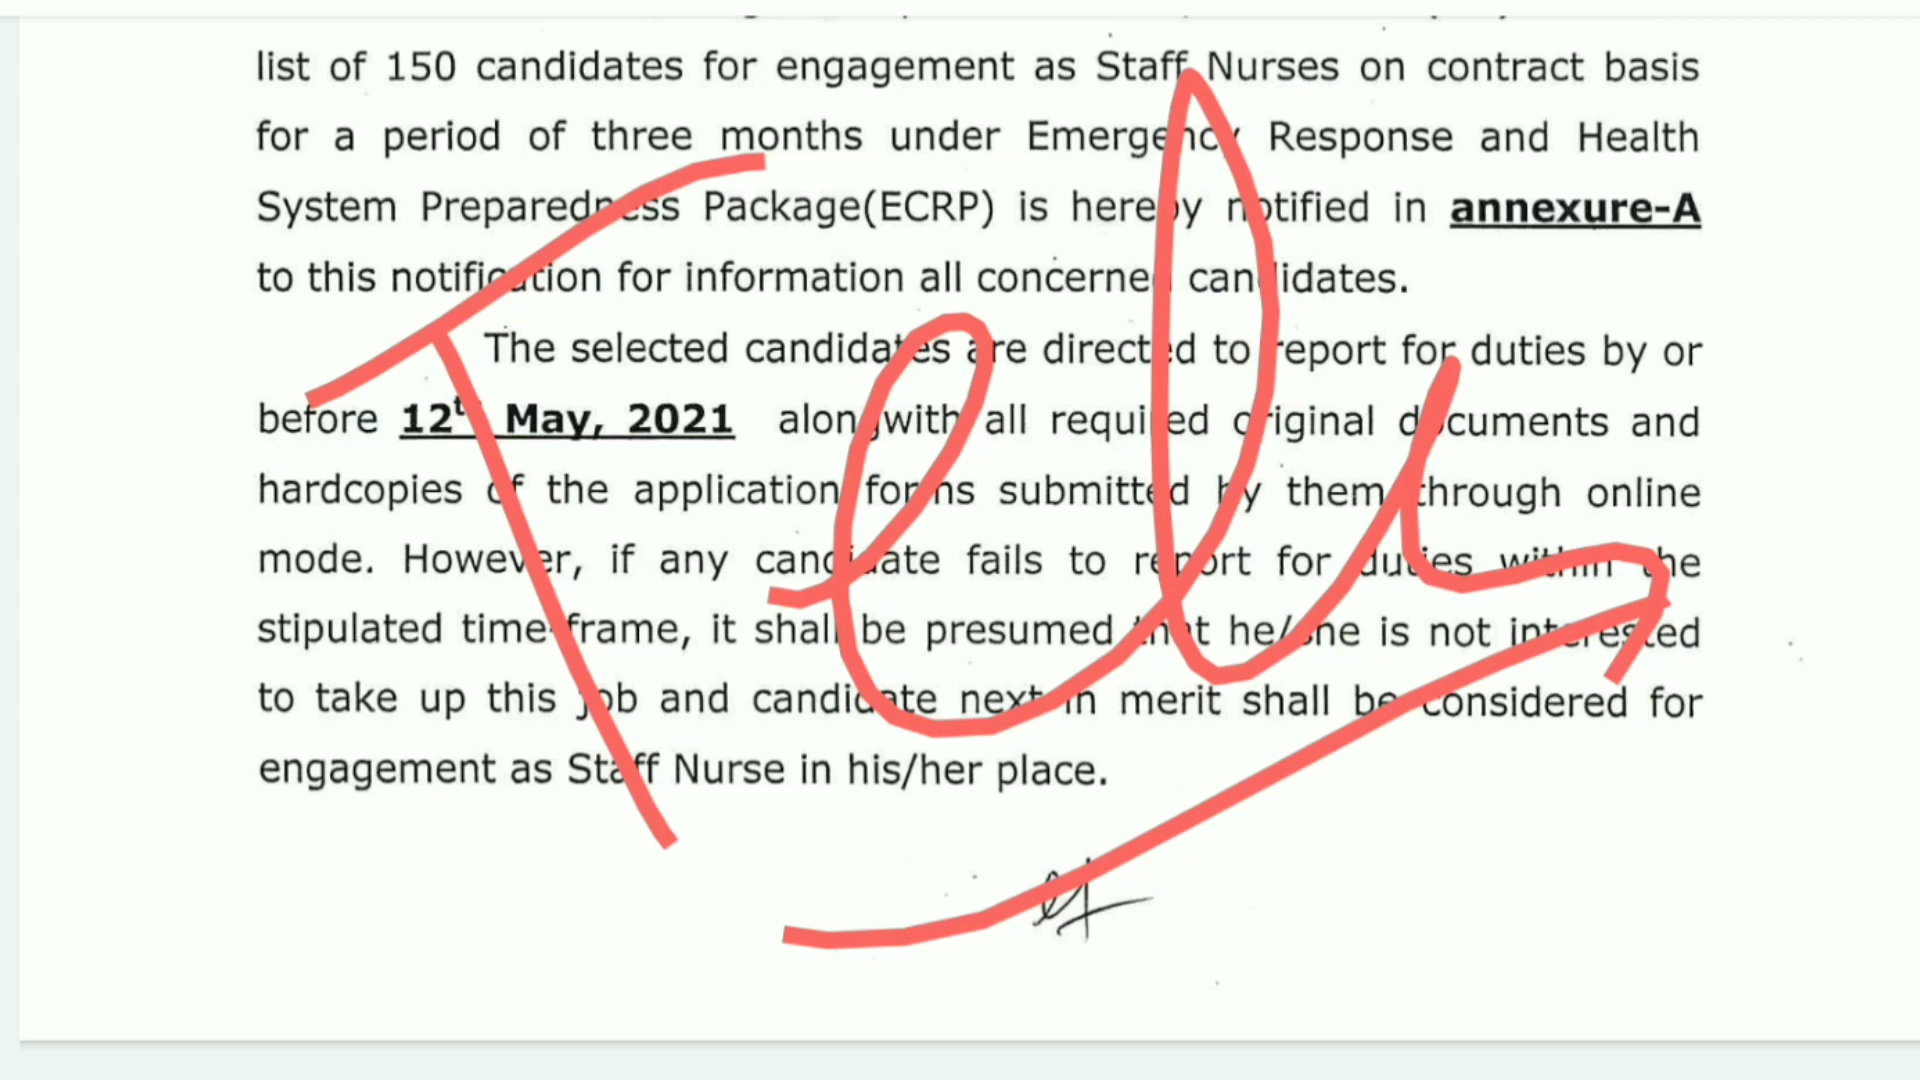 list of 150 candidates for engagement as Staff Nurses on contract basis
for a period of three months under Emergency Response and Health
System Preparedness Package(ECRP) is hereby notified in annexure-A
to this notification for information all concerned candidates.
The selected candidates are directed to report for duties by or
before 12th May, 2021 alongwith all required original documents and
hardcopies of the application forms submitted by them through online
mode. However, if any candidate fails to report for duties within the
stipulated time-frame, it shall be presumed that he/she is not interested
to take up this job and candidate next in merit shall be considered for
engagement as Staff Nurse in his/her place.